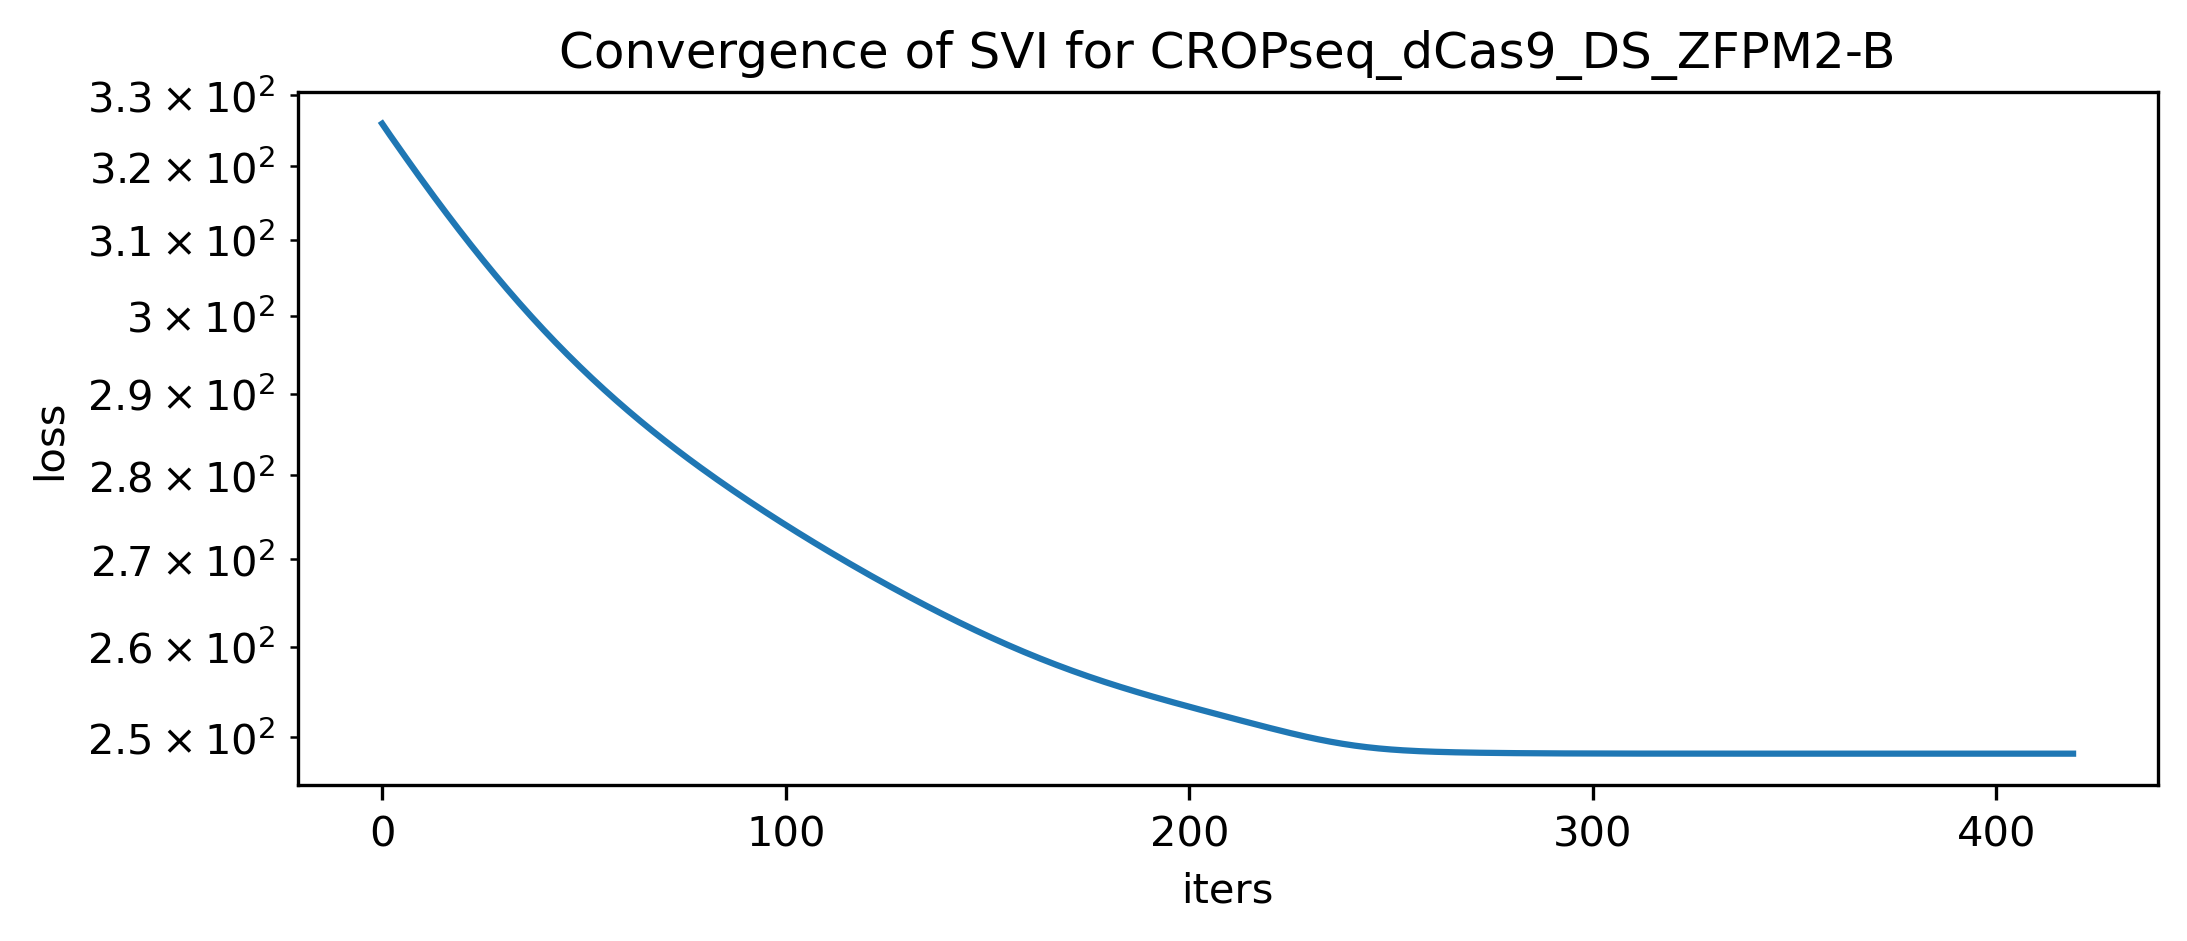 Convergence of SVI for CROPseq_dCas9_DS_ZFPM2-B
3.3 × 10²
3.2 × 10²
3.1 × 10²
3 × 10²
2.9 × 10²
2.8 × 10²
2.7 × 10²
2.6 × 10²
2.5 × 10²
loss
0 100 200 300 400
iters